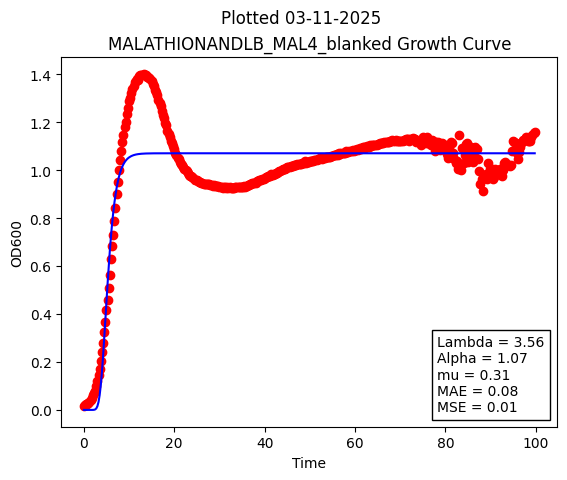 Plotted 03-11-2025
MALATHIONANDLB_MAL4_blanked Growth Curve
1.4
1.2
1.0
0.8
0.6
0.4
0.2
0.0
OD600
Lambda = 3.56
Alpha = 1.07
mu = 0.31
MAE = 0.08
MSE = 0.01
0
20
40
60
80
100
Time